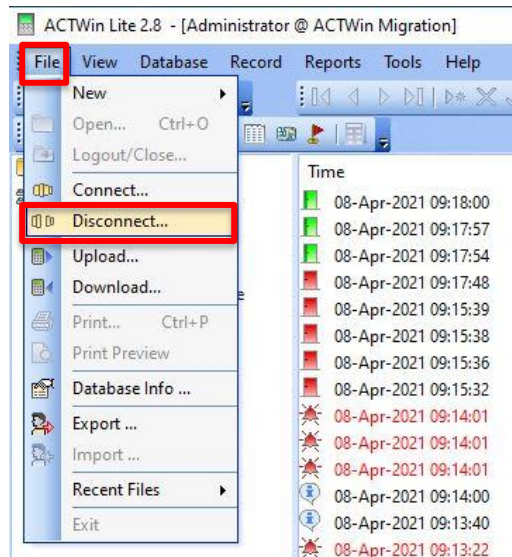 ACTWin Lite 2.8 - [Administrator @ ACTWin Migration]
File View Database Record Reports Tools Help
New
Open... Ctrl+O
Logout/Close...
Connect...
Disconnect...
Upload...
Download...
Print... Ctrl+P
Print Preview
Database Info ...
Export ...
Import ...
Recent Files
Exit
Time
08-Apr-2021 09:18:00
08-Apr-2021 09:17:57
08-Apr-2021 09:17:54
08-Apr-2021 09:17:48
08-Apr-2021 09:15:39
08-Apr-2021 09:15:38
08-Apr-2021 09:15:36
08-Apr-2021 09:15:32
08-Apr-2021 09:14:01
08-Apr-2021 09:14:01
08-Apr-2021 09:14:01
08-Apr-2021 09:14:00
08-Apr-2021 09:13:40
08-Apr-2021 09:13:22